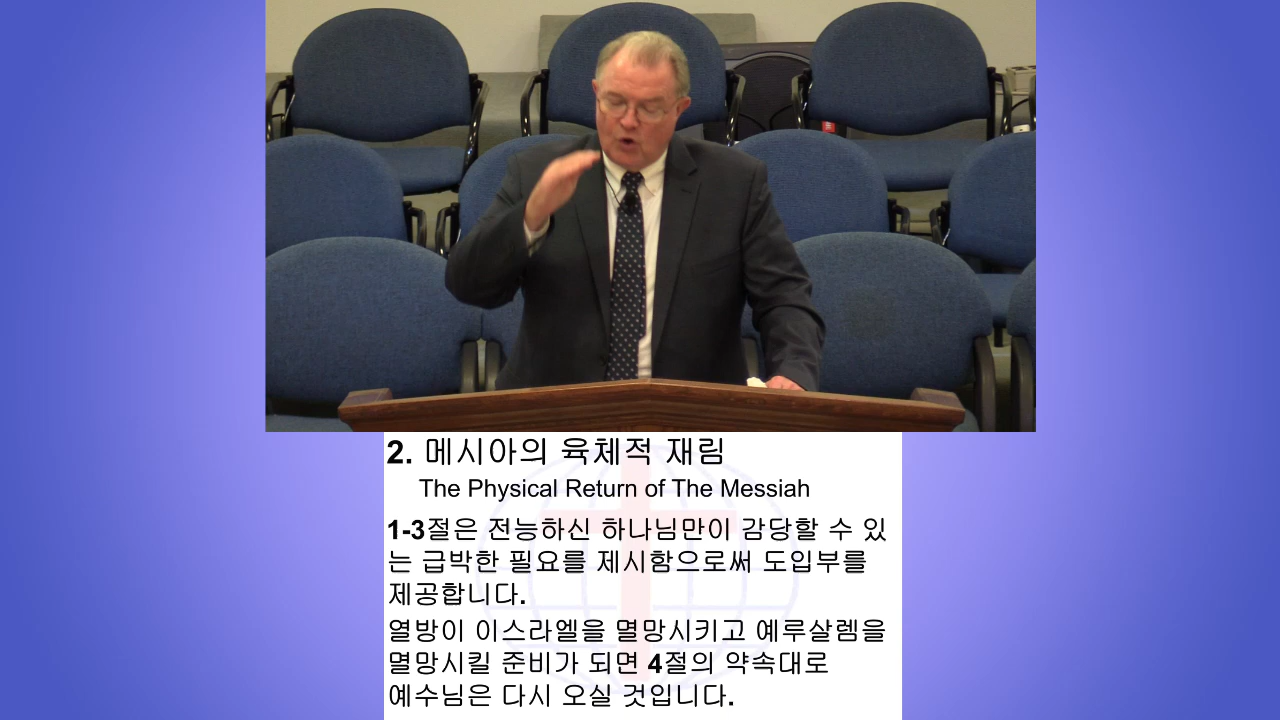 2. 메시아의 육체적 재림
The Physical Return of The Messiah
1-3절은 전능하신 하나님만이 감당할 수 있
는 급박한 필요를 제시함으로써 도입부를
제공합니다.
열방이 이스라엘을 멸망시키고 예루살렘을
멸망시킬 준비가 되면 4절의 약속대로
예수님은 다시 오실 것입니다.